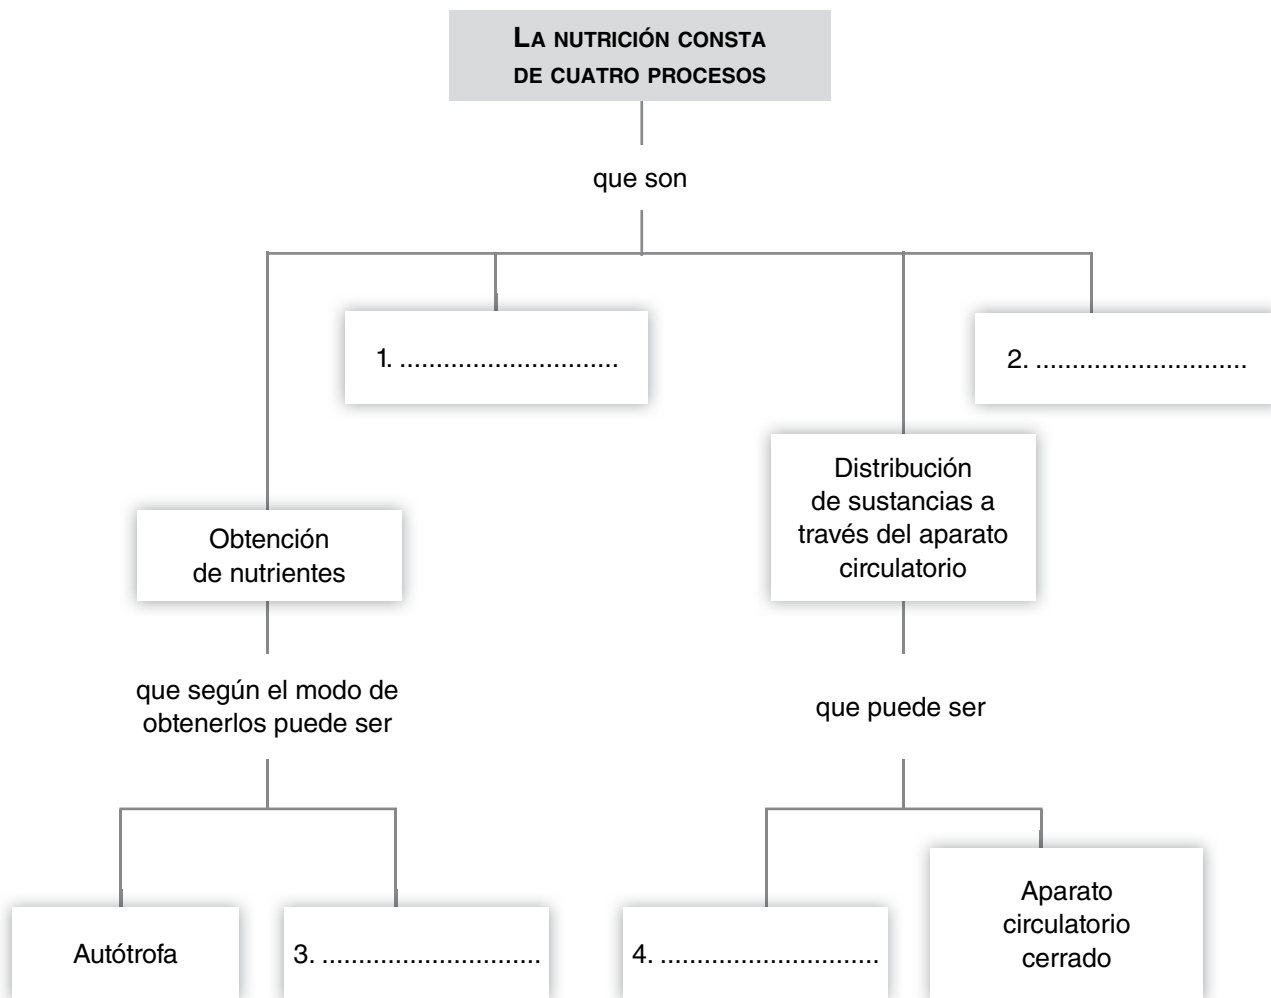 LA NUTRICIÓN CONSTA
DE CUATRO PROCESOS
que son
1. ..............................
2. .............................
Distribución
de sustancias a
través del aparato
circulatorio
Obtención
de nutrientes
que según el modo de
obtenerlos puede ser
que puede ser
Autótrofa
3. ..............................
4. ..............................
Aparato
circulatorio
cerrado